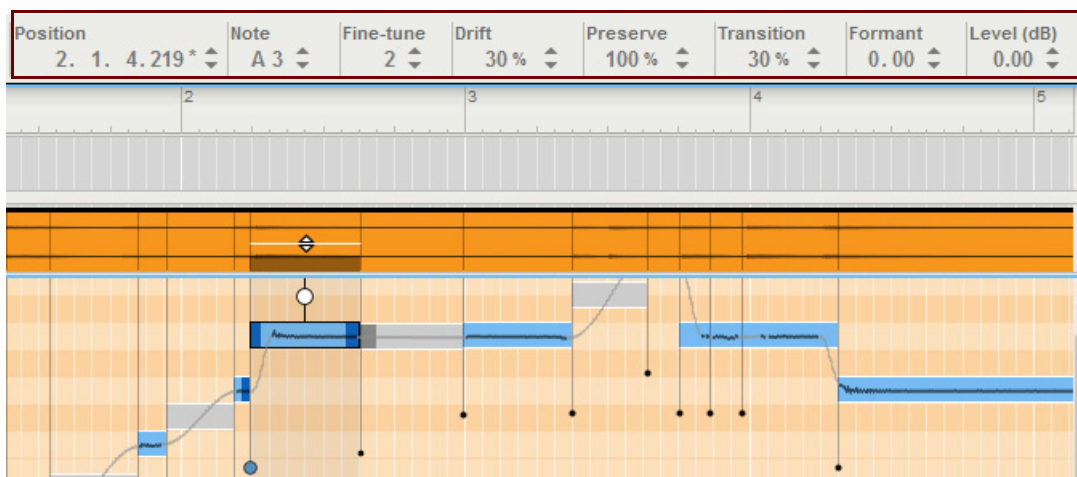 Position Note Fine-tune Drift Preserve Transition Formant Level (dB)
2. 1. 4.219 * A 3 2 30 % 100 % 30 % 0.00 0.00
2 3 4 5